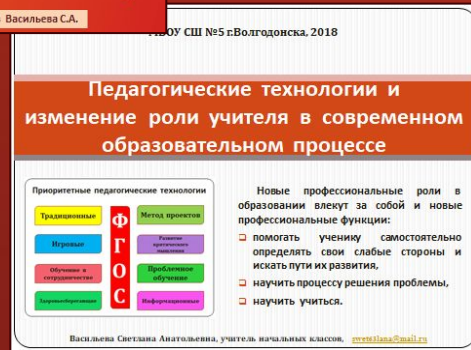 Васильева С.А.
МБОУ СШ №5 г.Волгодонска, 2018
Педагогические технологии и
изменение роли учителя в современном
образовательном процессе
Приоритетные педагогические технологии
Традиционные
Игровые
Обучение в
сотрудничестве
Здоровьесберегающие
ФГОС
Метод проектов
Развитие
критического
мышления
Проблемное
обучение
Информационные
Новые профессиональные роли в
образовании влекут за собой и новые
профессиональные функции:
помогать ученику самостоятельно
определять свои слабые стороны и
искать пути их развития,
научить процессу решения проблемы,
научить учиться.
Васильева Светлана Анатольевна, учитель начальных классов,